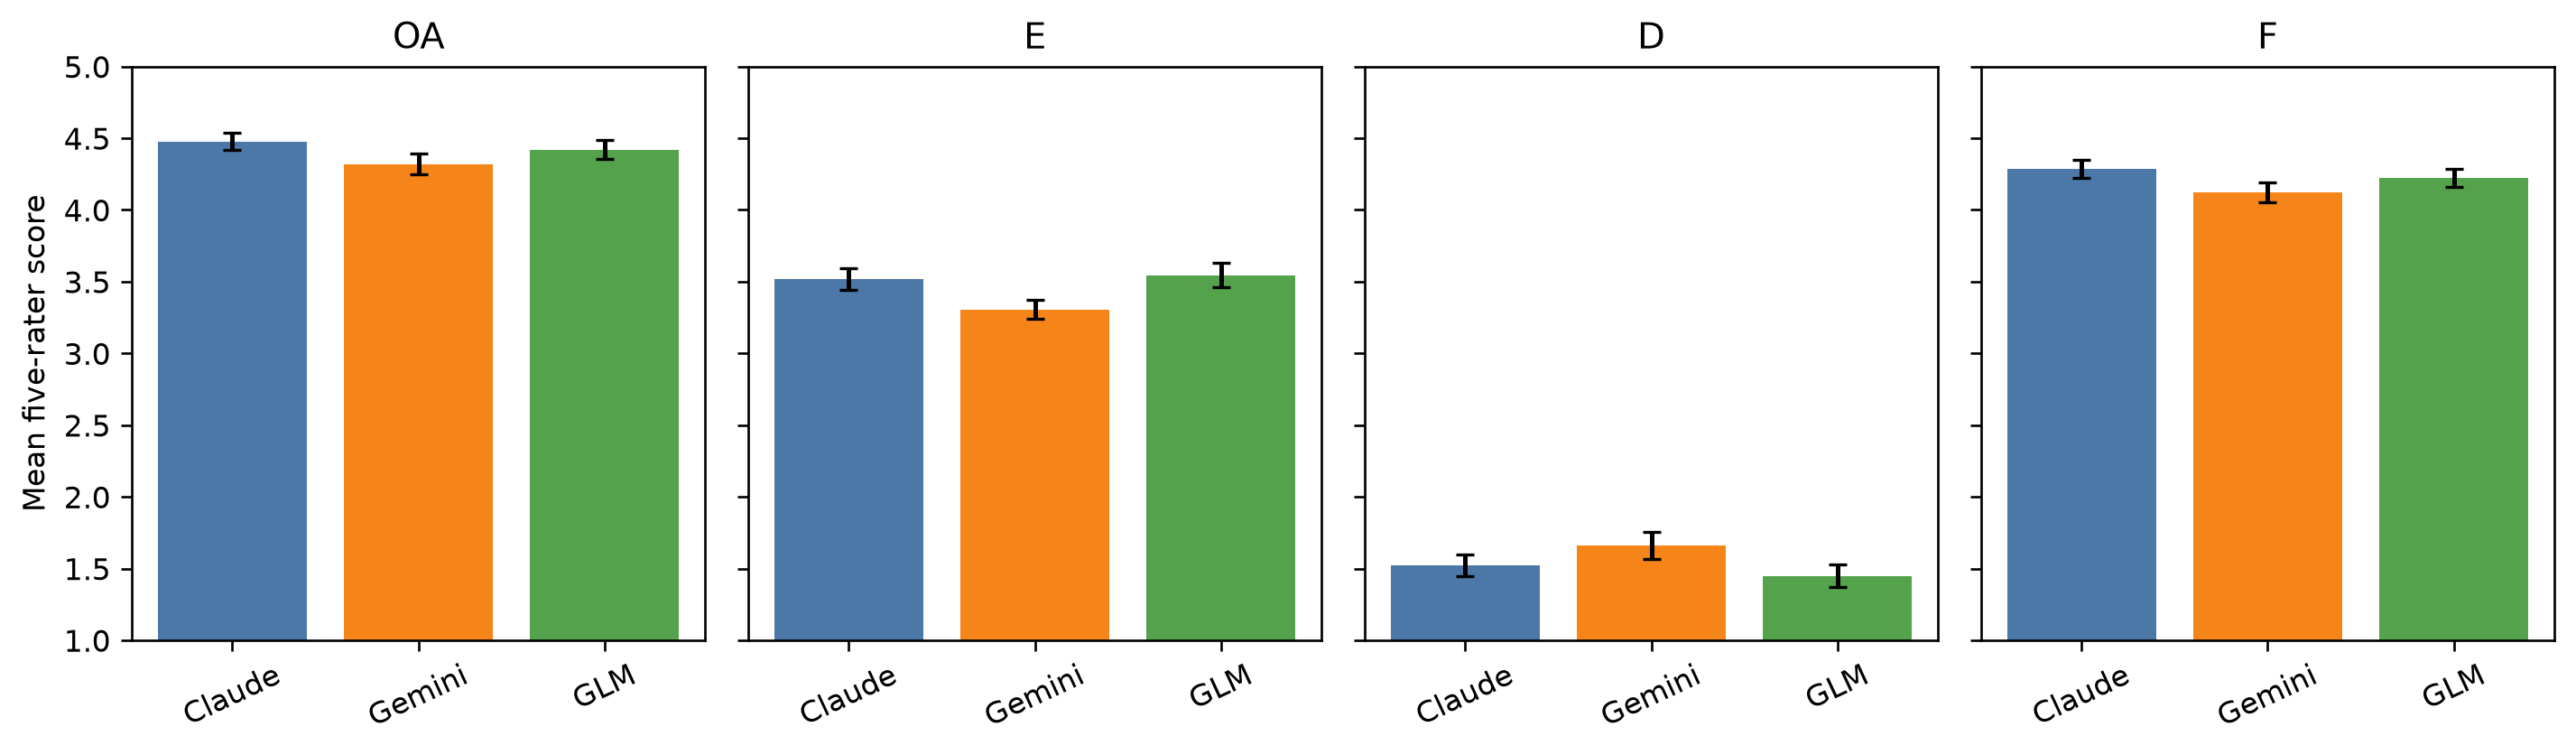 OA
E
D
F
Mean five-rater score
5.0
4.5
4.0
3.5
3.0
2.5
2.0
1.5
1.0
Claude
Gemini
GLM
Claude
Gemini
GLM
Claude
Gemini
GLM
Claude
Gemini
GLM